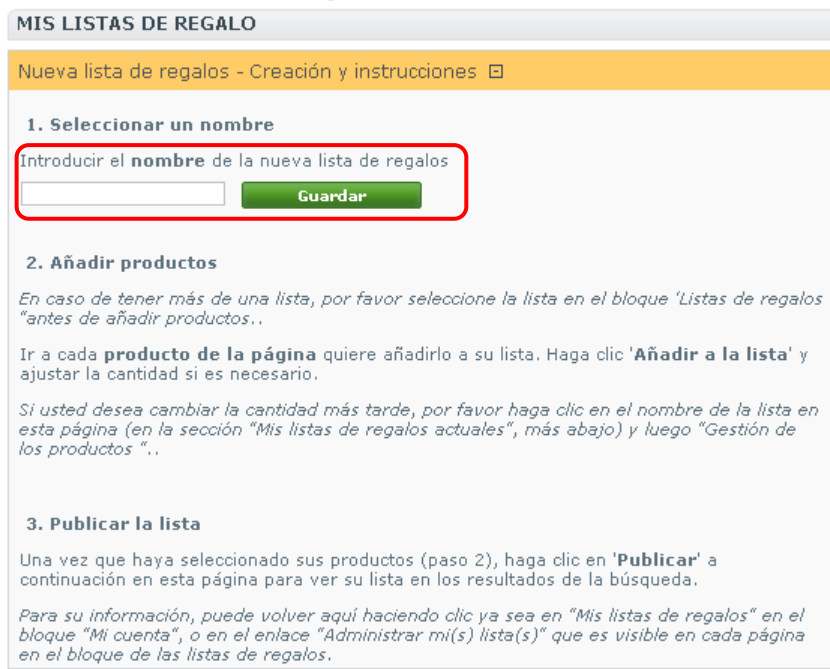 MIS LISTAS DE REGALO
Nueva lista de regalos - Creación y instrucciones
1. Seleccionar un nombre
Introducir el nombre de la nueva lista de regalos
Guardar
2. Añadir productos
En caso de tener más de una lista, por favor seleccione la lista en el bloque 'Listas de regalos
"antes de añadir productos..
Ir a cada producto de la página quiere añadirlo a su lista. Haga clic 'Añadir a la lista' y
ajustar la cantidad si es necesario.
Si usted desea cambiar la cantidad más tarde, por favor haga clic en el nombre de la lista en
esta página (en la sección "Mis listas de regalos actuales", más abajo) y luego "Gestión de
los productos "..
3. Publicar la lista
Una vez que haya seleccionado sus productos (paso 2), haga clic en 'Publicar' a
continuación en esta página para ver su lista en los resultados de la búsqueda.
Para su información, puede volver aquí haciendo clic ya sea en "Mis listas de regalos" en el
bloque "Mi cuenta", o en el enlace "Administrar mi(s) lista(s)" que es visible en cada página
en el bloque de las listas de regalos.